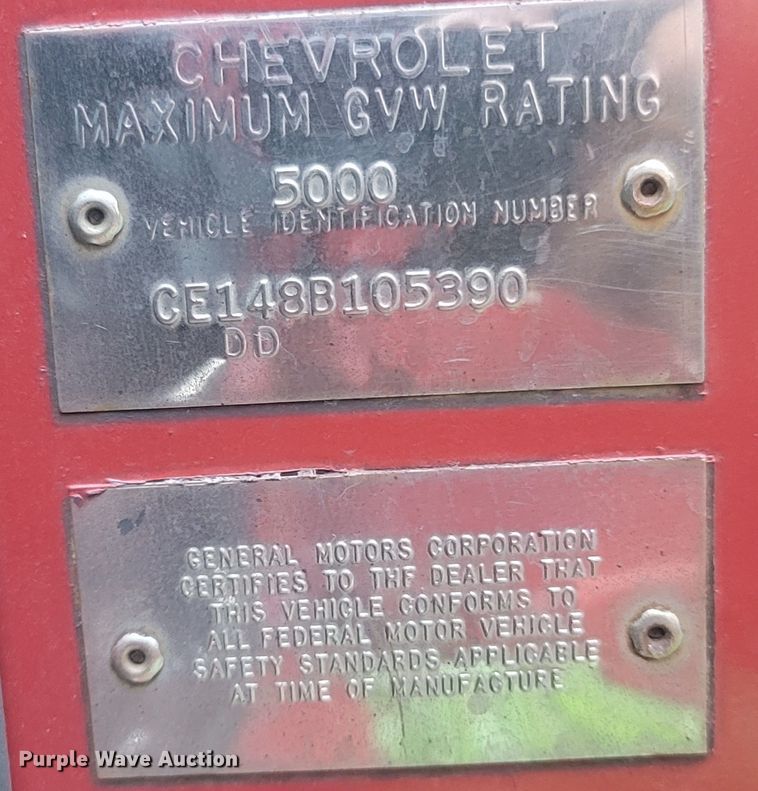 CHEVROLET
MAXIMUM GVW RATING
5000
VEHICLE IDENTIFICATION NUMBER
CE148B105390
DD
GENERAL MOTORS CORPORATION
CERTIFIES TO THE DEALER THAT
THIS VEHICLE CONFORMS TO
ALL FEDERAL MOTOR VEHICLE
SAFETY STANDARDS APPLICABLE
AT TIME OF MANUFACTURE
Purple Wave Auction